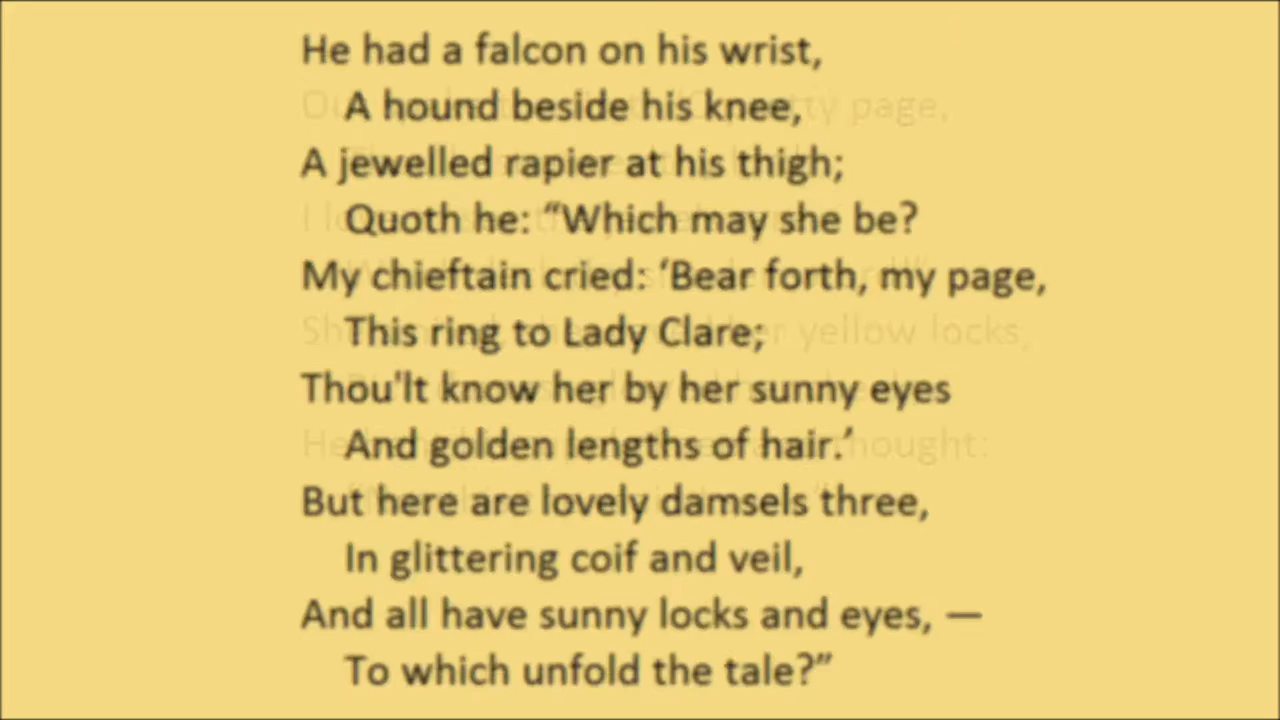 He had a falcon on his wrist,
A hound beside his knee,
A jewelled rapier at his thigh;
Quoth he: “Which may she be?
My chieftain cried: ‘Bear forth, my page,
This ring to Lady Clare;
Thou'lt know her by her sunny eyes
And golden lengths of hair.’
But here are lovely damsels three,
In glittering coif and veil,
And all have sunny locks and eyes, —
To which unfold the tale?”